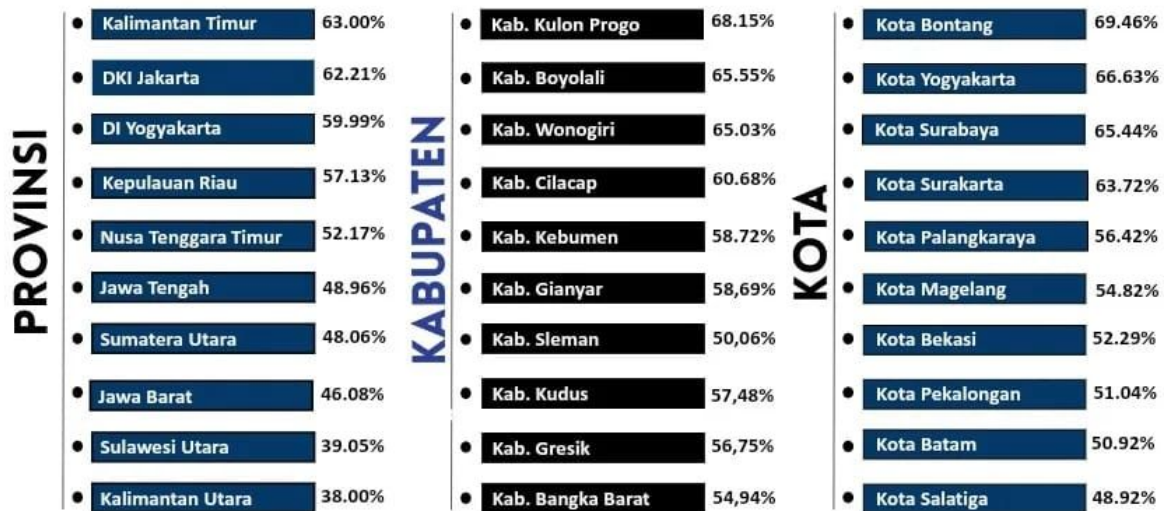 PROVINSI
Kalimantan Timur 63.00%
DKI Jakarta 62.21%
DI Yogyakarta 59.99%
Kepulauan Riau 57.13%
Nusa Tenggara Timur 52.17%
Jawa Tengah 48.96%
Sumatera Utara 48.06%
Jawa Barat 46.08%
Sulawesi Utara 39.05%
Kalimantan Utara 38.00%
KABUPATEN
Kab. Kulon Progo 68.15%
Kab. Boyolali 65.55%
Kab. Wonogiri 65.03%
Kab. Cilacap 60.68%
Kab. Kebumen 58.72%
Kab. Gianyar 58,69%
Kab. Sleman 50,06%
Kab. Kudus 57,48%
Kab. Gresik 56,75%
Kab. Bangka Barat 54,94%
KOTA
Kota Bontang 69.46%
Kota Yogyakarta 66.63%
Kota Surabaya 65.44%
Kota Surakarta 63.72%
Kota Palangkaraya 56.42%
Kota Magelang 54.82%
Kota Bekasi 52.29%
Kota Pekalongan 51.04%
Kota Batam 50.92%
Kota Salatiga 48.92%